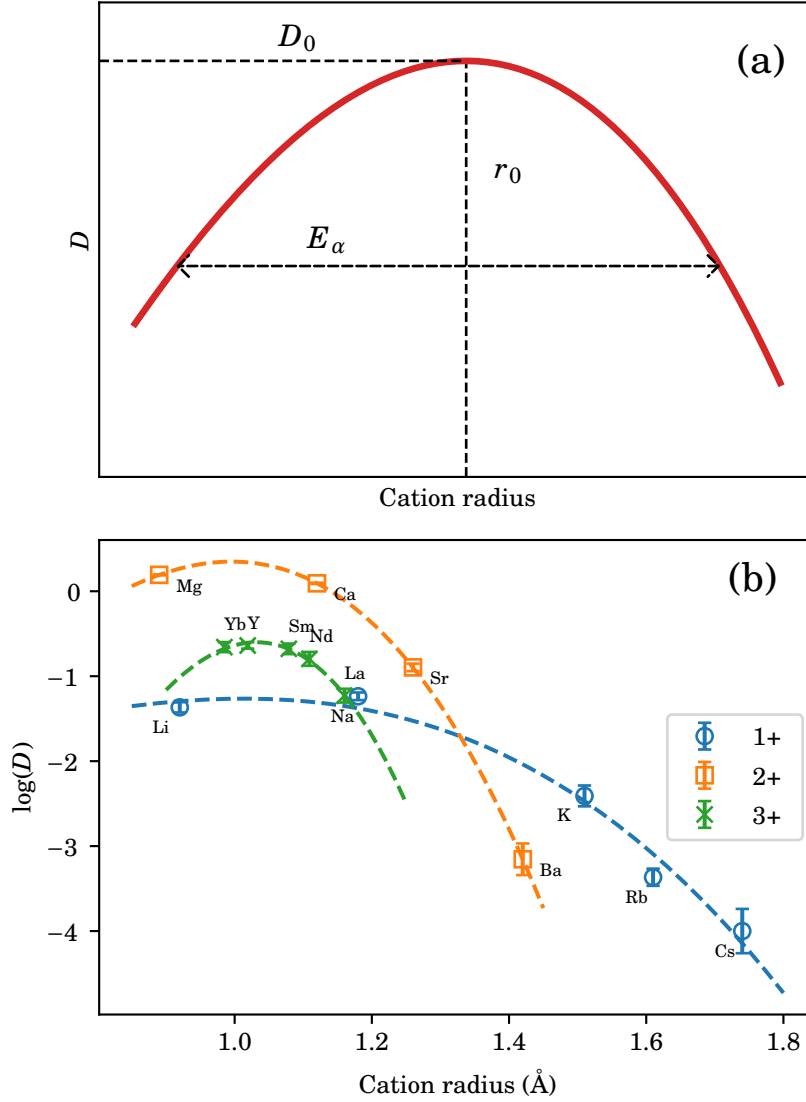 D₀
(a)
r₀
E_α
D
Cation radius
(b)
0
Mg
Ca
Yb
Y
Sm
Nd
−1
La
Sr
Li
Na
log(D)
1+
2+
3+
−2
K
−3
Ba
Rb
−4
Cs
1.0
1.2
1.4
1.6
1.8
Cation radius (Å)